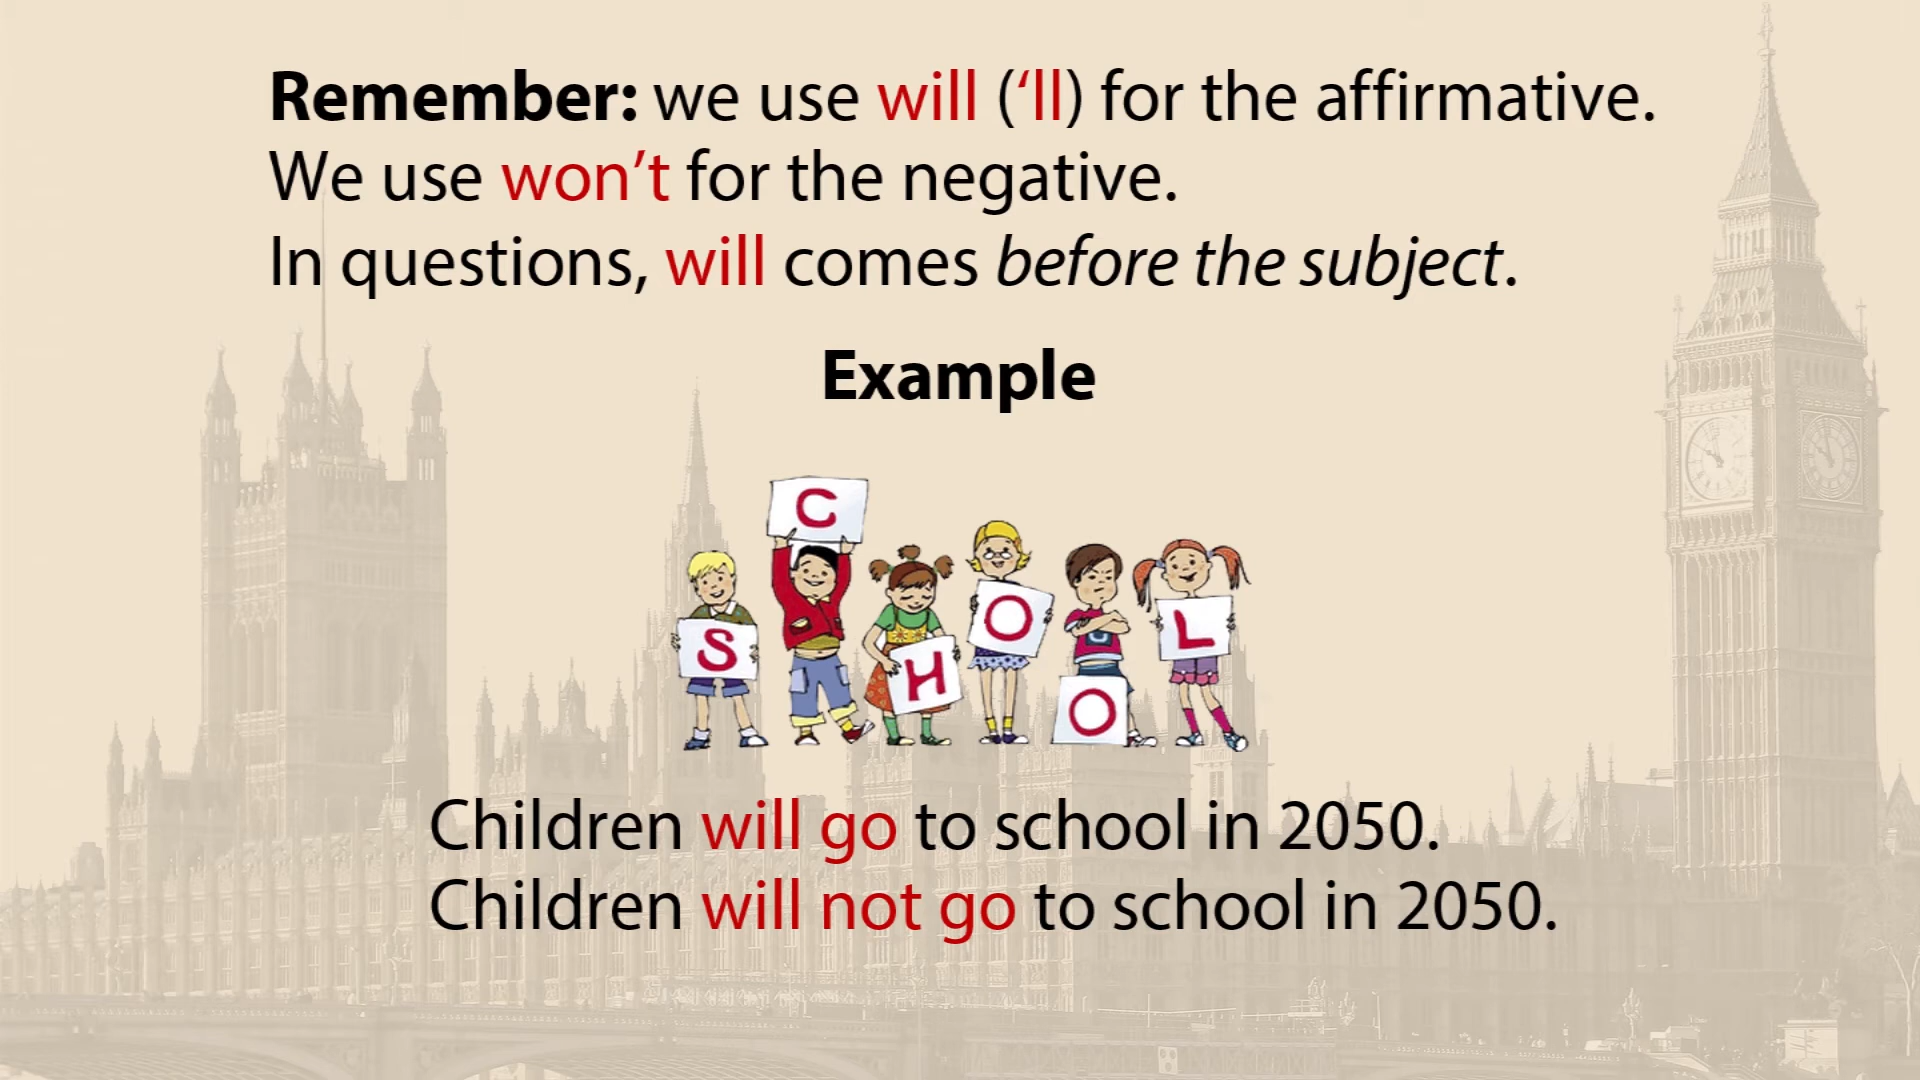 Remember: we use will (‘ll) for the affirmative.
We use won’t for the negative.
In questions, will comes before the subject.
Example
S C H O O L
Children will go to school in 2050.
Children will not go to school in 2050.